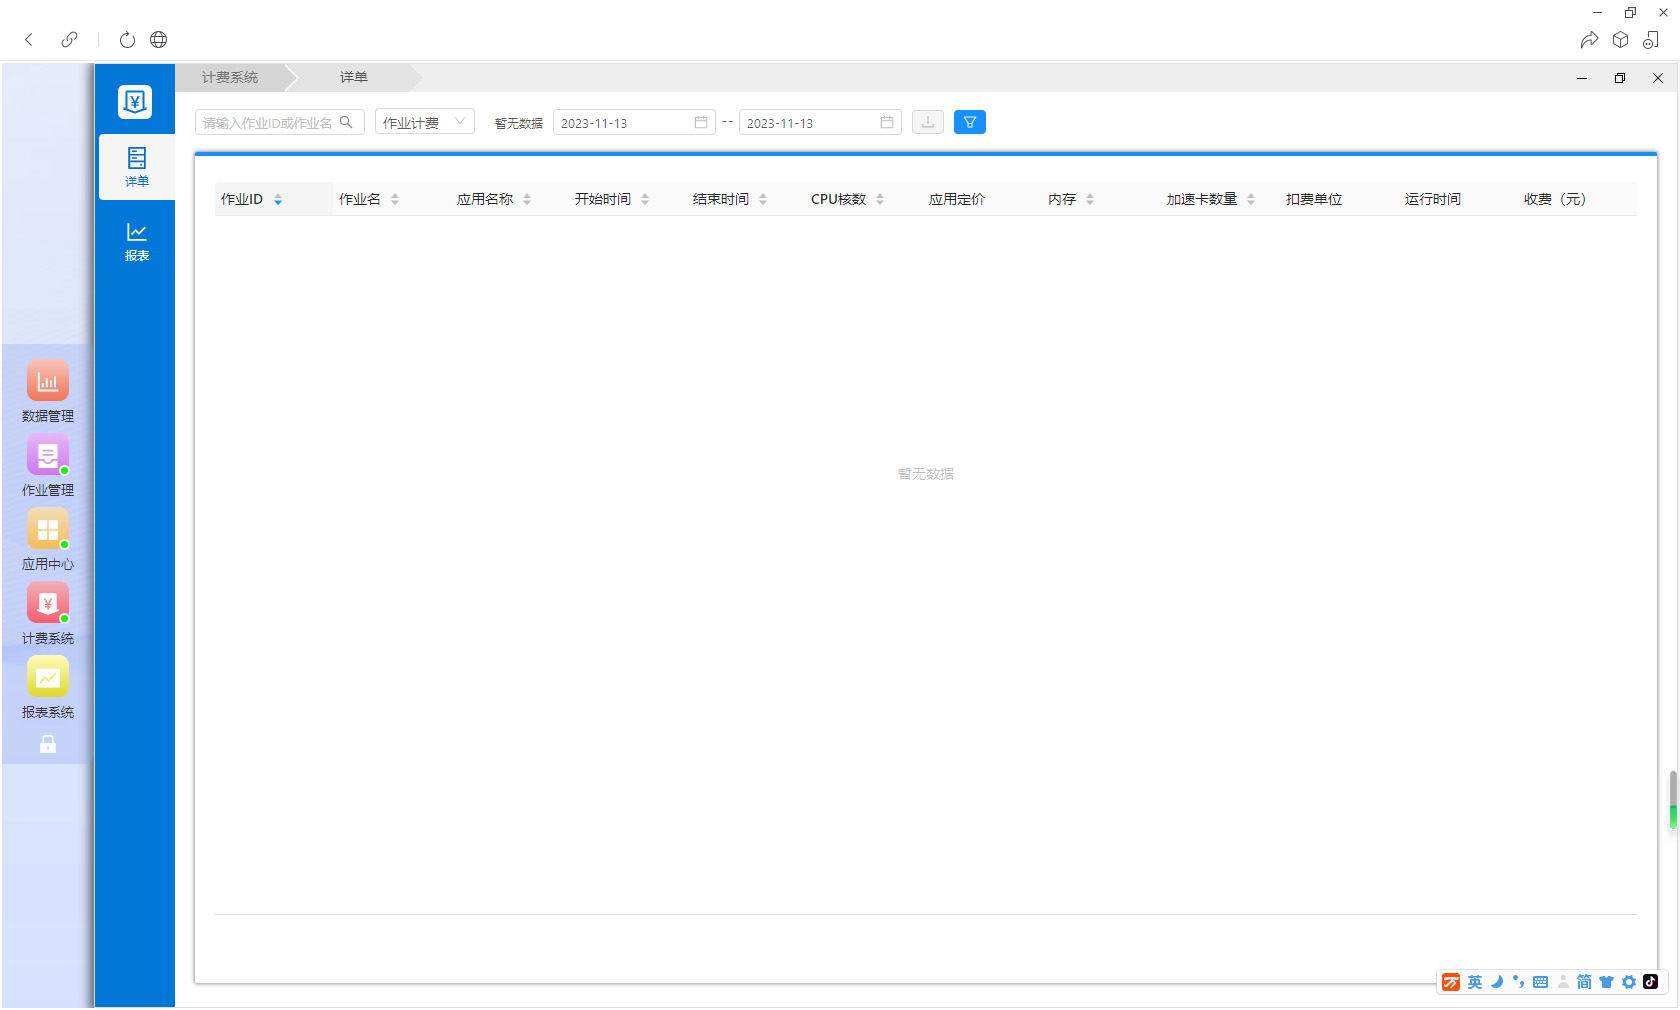 计费系统
详单
请输入作业ID或作业名
作业计费
暂无数据
2023-11-13
--
2023-11-13
详单
报表
作业ID
作业名
应用名称
开始时间
结束时间
CPU核数
应用定价
内存
加速卡数量
扣费单位
运行时间
收费（元）
暂无数据
数据管理
作业管理
应用中心
计费系统
报表系统
英
简